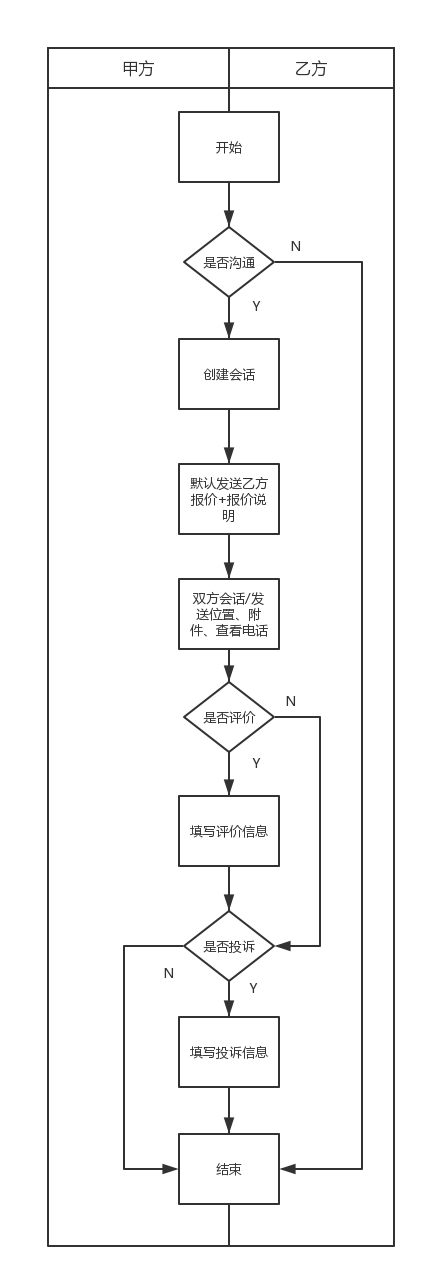 甲方
乙方
开始
是否沟通
N
Y
创建会话
默认发送乙方
报价+报价说
明
双方会话/发
送位置、附
件、查看电话
N
是否评价
Y
填写评价信息
是否投诉
N
Y
填写投诉信息
结束